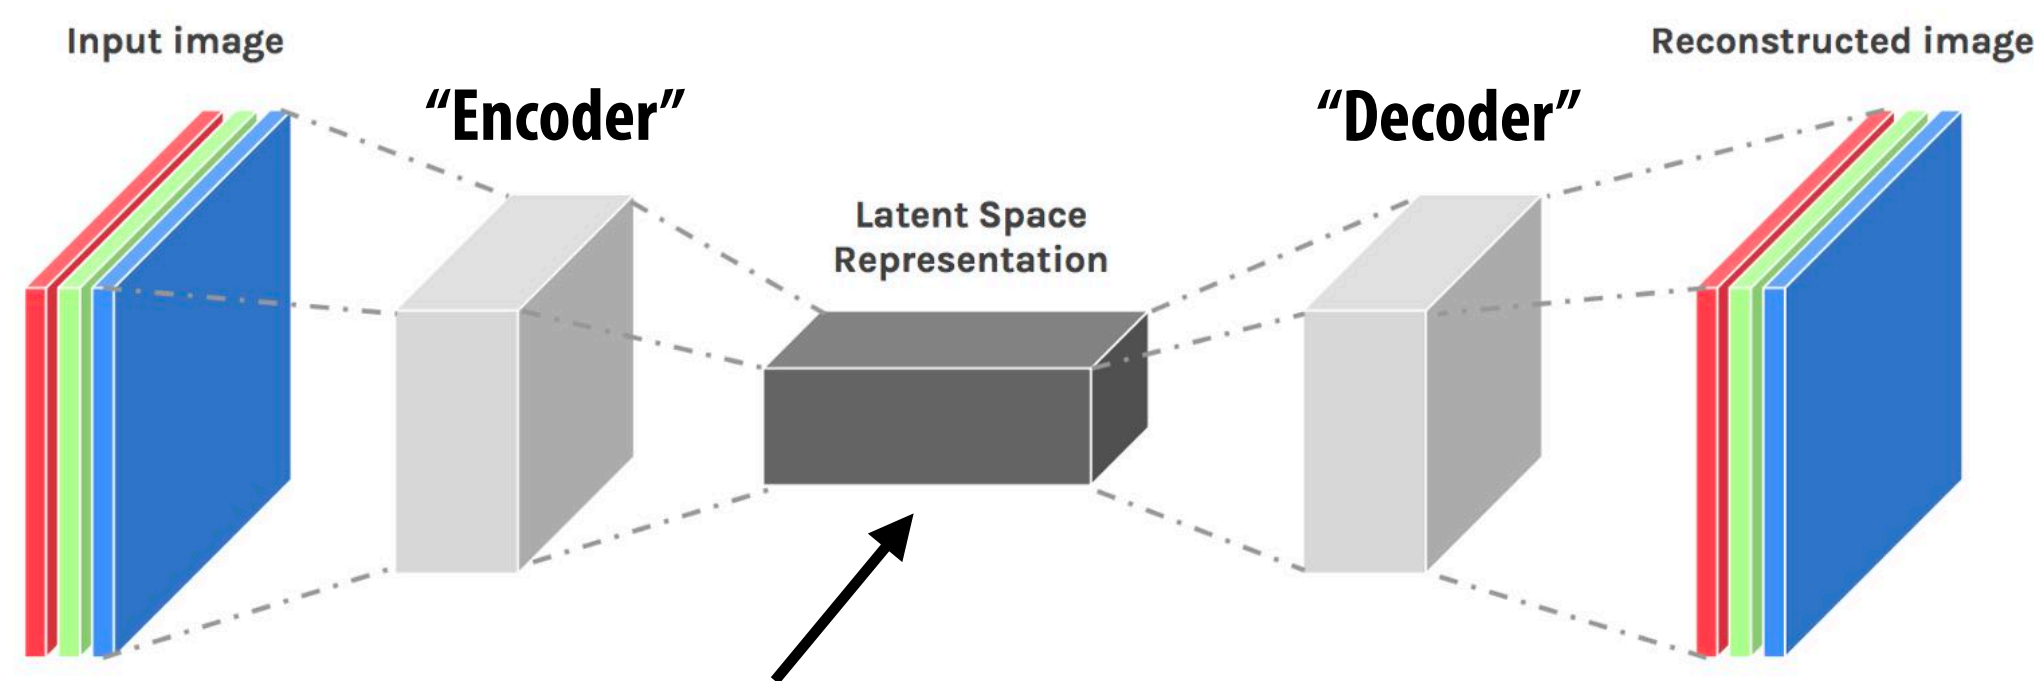 Input image
Reconstructed image
“Encoder”
“Decoder”
Latent Space
Representation